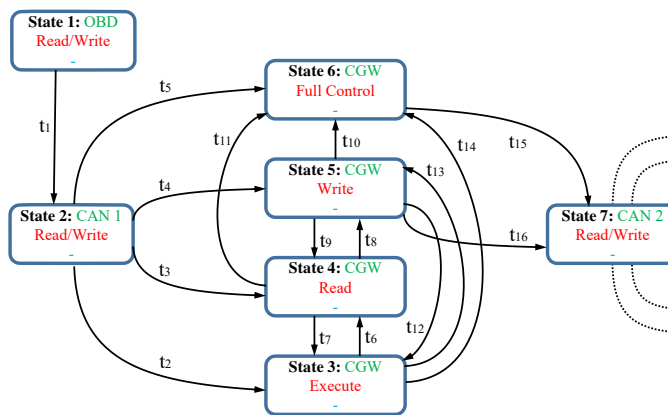 State 1: OBD
Read/Write
-
t1
t5
State 6: CGW
Full Control
-
t11
t10
t14
t15
t4
State 5: CGW
Write
-
t13
State 2: CAN 1
Read/Write
-
t9
t8
t16
State 7: CAN 2
Read/Write
-
t3
State 4: CGW
Read
-
t12
t7
t6
t2
State 3: CGW
Execute
-